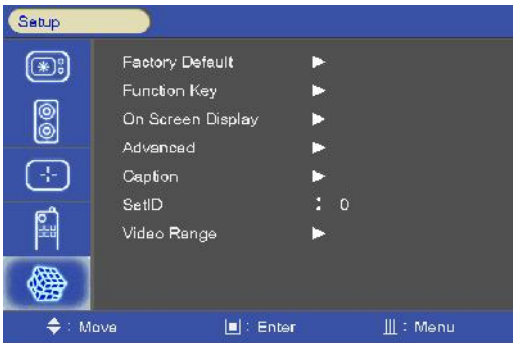 Setup
Factory Default ▶
Function Key ▶
On Screen Display ▶
Advanced ▶
Caption ▶
SetID : 0
Video Range ▶
: Move : Enter : Menu